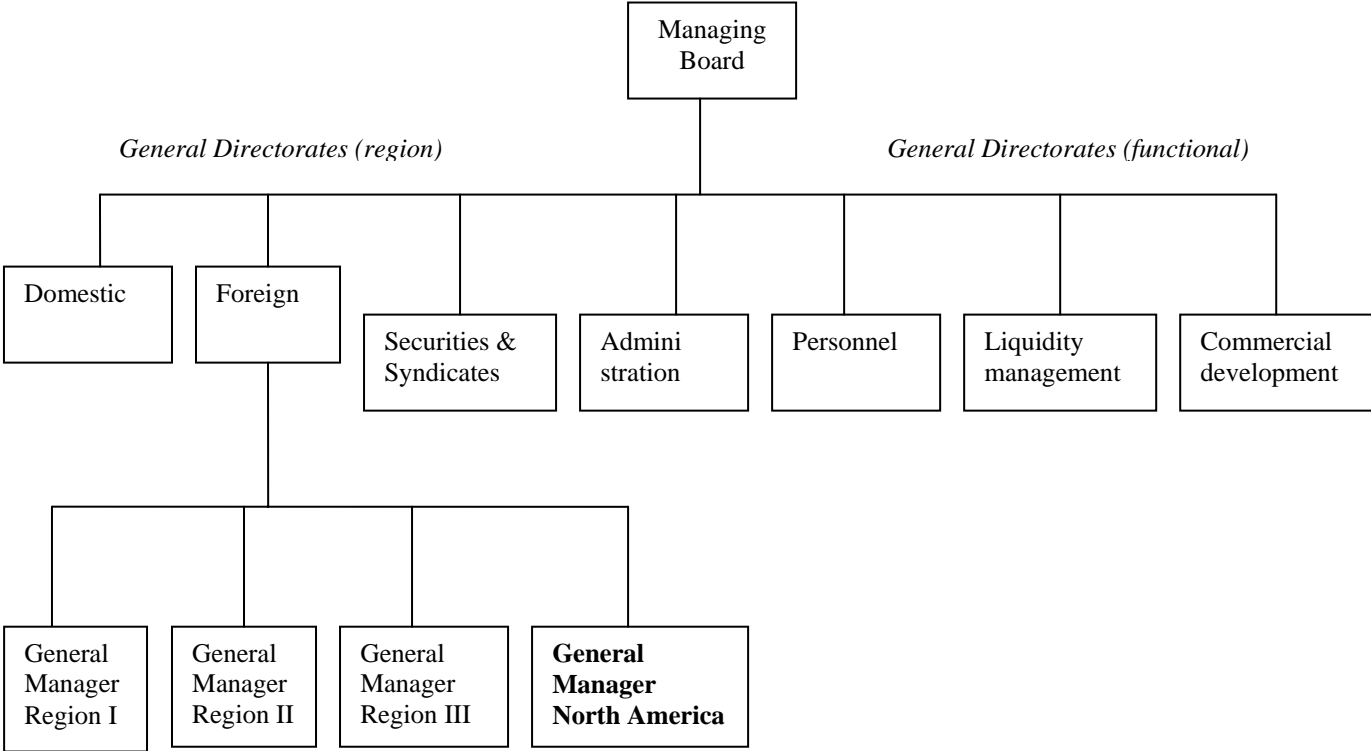 Managing
Board
General Directorates (region)
General Directorates (functional)
Domestic
Foreign
Securities &
Syndicates
Admini
stration
Personnel
Liquidity
management
Commercial
development
General
Manager
Region I
General
Manager
Region II
General
Manager
Region III
General
Manager
North America